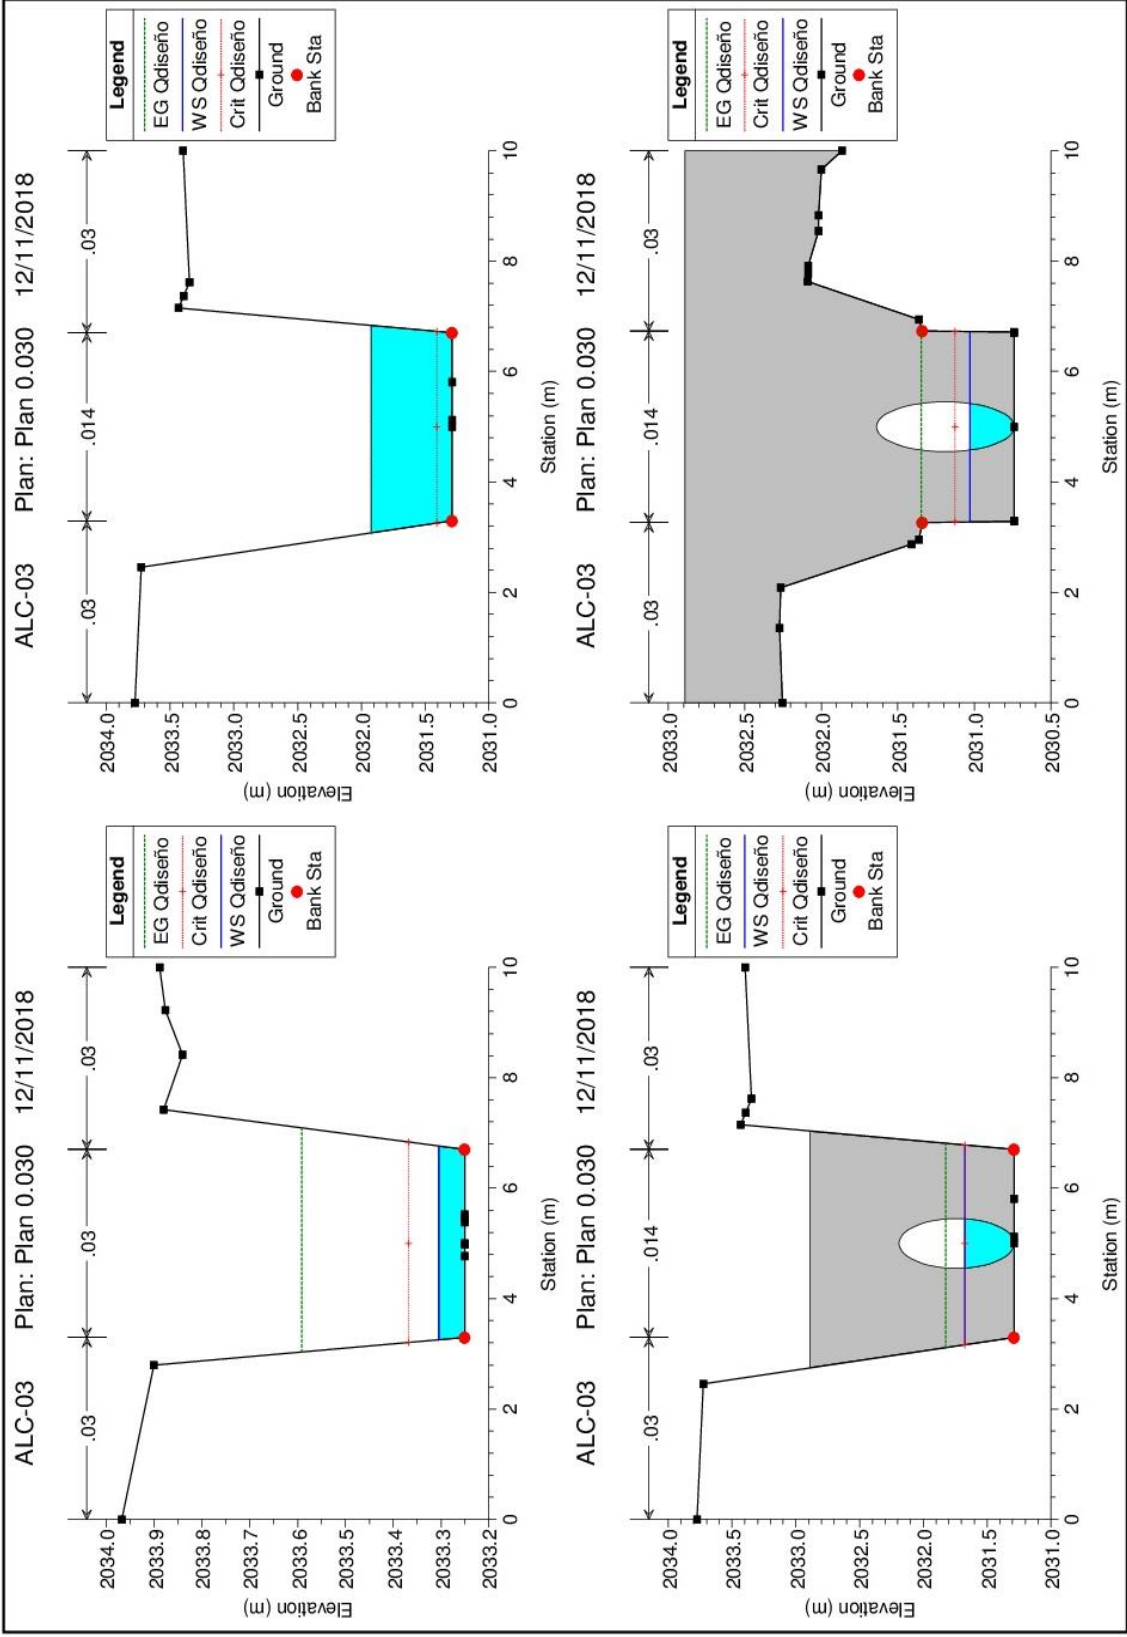 ALC-03 Plan: Plan 0.030 12/11/2018
.03 .03 .03
2034.0
2033.9
2033.8
2033.7
2033.6
2033.5
2033.4
2033.3
2033.2
Elevation (m)
0 2 4 6 8 10
Station (m)
Legend
EG Qdiseño
Crit Qdiseño
WS Qdiseño
Ground
Bank Sta
ALC-03 Plan: Plan 0.030 12/11/2018
.03 .014 .03
2034.0
2033.5
2033.0
2032.5
2032.0
2031.5
2031.0
Elevation (m)
0 2 4 6 8 10
Station (m)
Legend
EG Qdiseño
WS Qdiseño
Crit Qdiseño
Ground
Bank Sta
ALC-03 Plan: Plan 0.030 12/11/2018
.03 .014 .03
2034.0
2033.5
2033.0
2032.5
2032.0
2031.5
2031.0
Elevation (m)
0 2 4 6 8 10
Station (m)
Legend
EG Qdiseño
WS Qdiseño
Crit Qdiseño
Ground
Bank Sta
ALC-03 Plan: Plan 0.030 12/11/2018
.03 .014 .03
2033.0
2032.5
2032.0
2031.5
2031.0
2030.5
Elevation (m)
0 2 4 6 8 10
Station (m)
Legend
EG Qdiseño
Crit Qdiseño
WS Qdiseño
Ground
Bank Sta